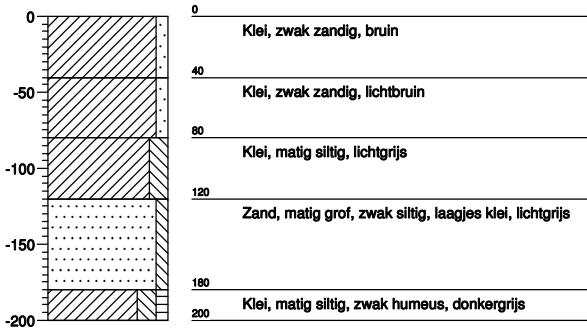 0
0
Klei, zwak zandig, bruin
40
-50
Klei, zwak zandig, lichtbruin
80
Klei, matig siltig, lichtgrijs
-100
120
Zand, matig grof, zwak siltig, laagjes klei, lichtgrijs
-150
180
Klei, matig siltig, zwak humeus, donkergrijs
-200
200